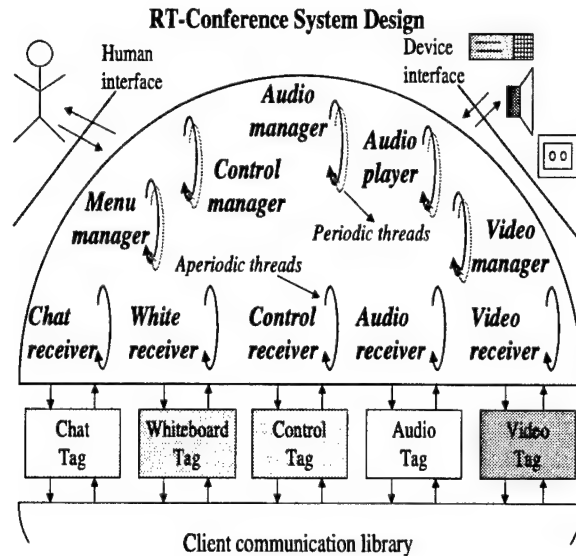 RT-Conference System Design
Human
interface
Device
interface
Audio
manager
Control
manager
Audio
player
Menu
manager
Periodic threads
Video
manager
Aperiodic threads
Chat
receiver
White
receiver
Control
receiver
Audio
receiver
Video
receiver
Chat
Tag
Whiteboard
Tag
Control
Tag
Audio
Tag
Video
Tag
Client communication library